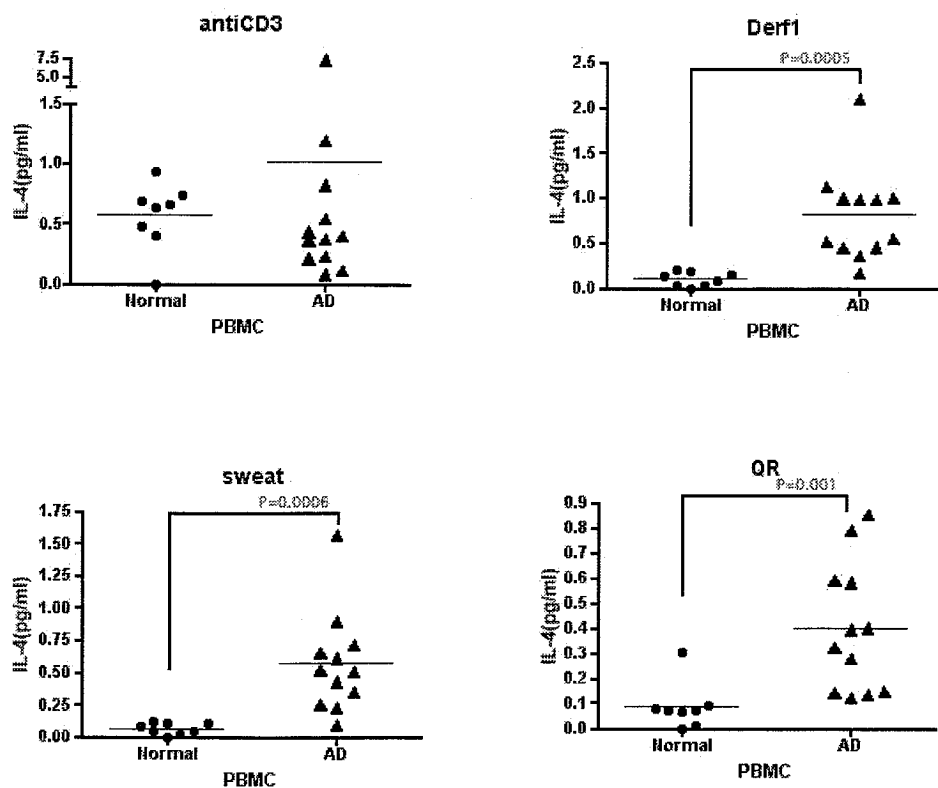 antiCD3
7.5
5.0
1.5
1.0
0.5
0.0
IL-4(pg/ml)
Normal AD
PBMC
Derf1
P=0.0005
2.5
2.0
1.5
1.0
0.5
0.0
IL-4(pg/ml)
Normal AD
PBMC
sweat
P=0.0006
1.75
1.50
1.25
1.00
0.75
0.50
0.25
0.00
IL-4(pg/ml)
Normal AD
PBMC
QR
P=0.001
0.9
0.8
0.7
0.6
0.5
0.4
0.3
0.2
0.1
0.0
IL-4(pg/ml)
Normal AD
PBMC